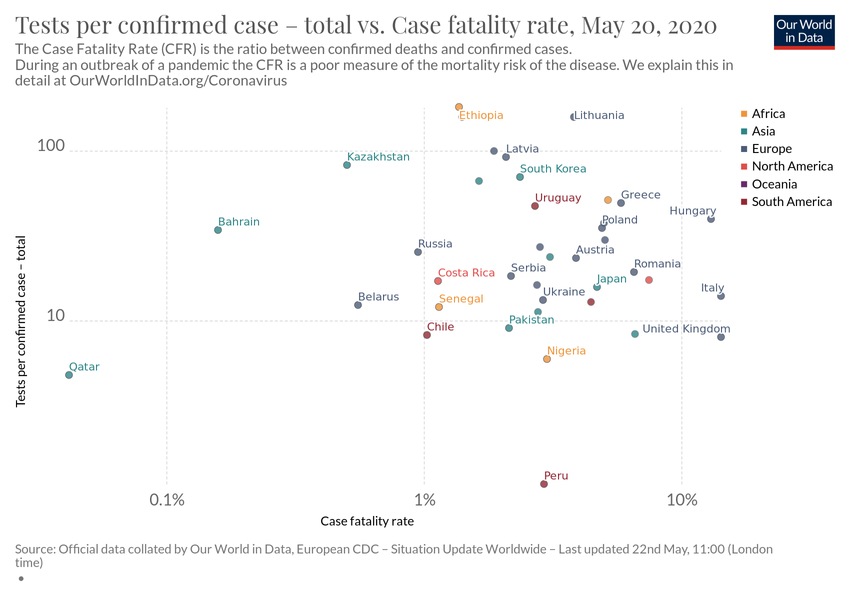 Tests per confirmed case – total vs. Case fatality rate, May 20, 2020
The Case Fatality Rate (CFR) is the ratio between confirmed deaths and confirmed cases.
During an outbreak of a pandemic the CFR is a poor measure of the mortality risk of the disease. We explain this in
detail at OurWorldInData.org/Coronavirus
Our World
in Data
Africa
Asia
Europe
North America
Oceania
South America
Tests per confirmed case – total
100
10
Ethiopia
Lithuania
Latvia
Kazakhstan
South Korea
Uruguay
Greece
Hungary
Bahrain
Poland
Russia
Austria
Serbia
Romania
Costa Rica
Japan
Italy
Belarus
Senegal
Ukraine
Chile
Pakistan
United Kingdom
Nigeria
Qatar
Peru
0.1%
1%
10%
Case fatality rate
Source: Official data collated by Our World in Data, European CDC – Situation Update Worldwide – Last updated 22nd May, 11:00 (London
time)